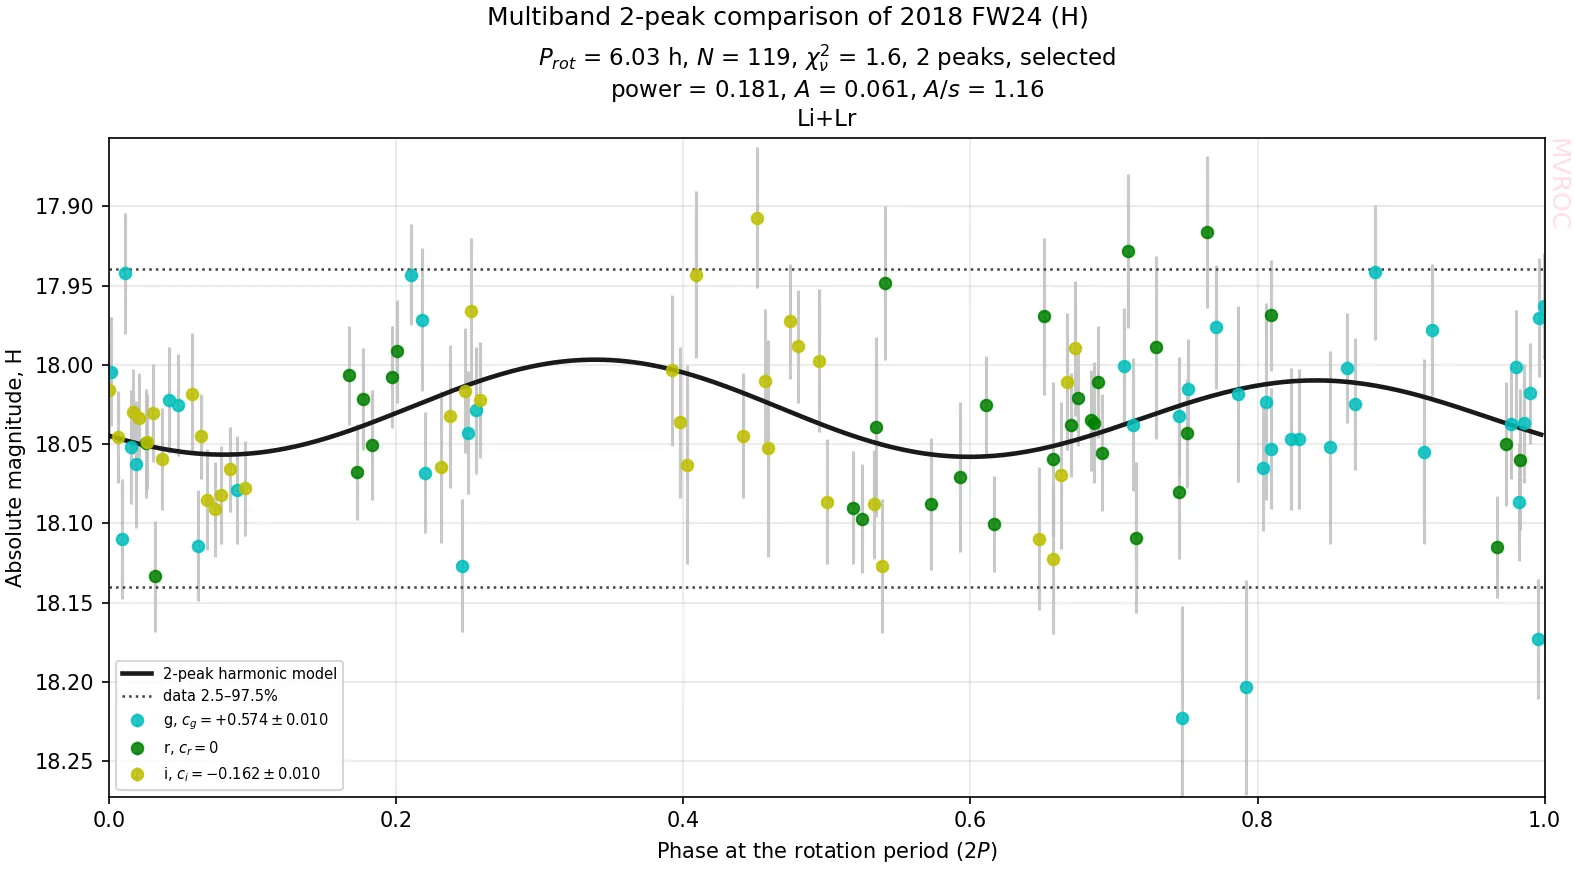 Multiband 2-peak comparison of 2018 FW24 (H)
P_rot = 6.03 h, N = 119, χ²_ν = 1.6, 2 peaks, selected
power = 0.181, A = 0.061, A/s = 1.16
Li+Lr
MVROC
Absolute magnitude, H
17.90
17.95
18.00
18.05
18.10
18.15
18.20
18.25
2-peak harmonic model
data 2.5–97.5%
g, c_g = +0.574 ± 0.010
r, c_r = 0
i, c_i = −0.162 ± 0.010
0.0 0.2 0.4 0.6 0.8 1.0
Phase at the rotation period (2P)